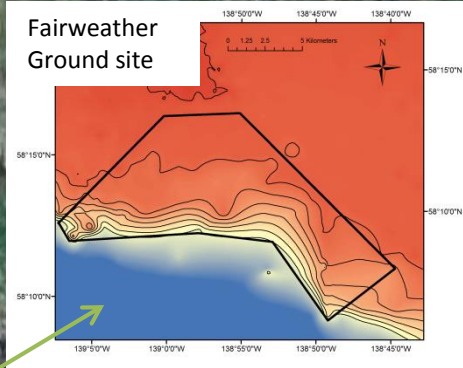 Fairweather
Ground site
138°50'0"W 138°45'0"W 138°40'0"W
0 1.25 2.5 5 Kilometers
N
58°15'0"N
58°15'0"N
58°10'0"N
58°10'0"N
139°5'0"W 139°0'0"W 138°55'0"W 138°50'0"W 138°45'0"W